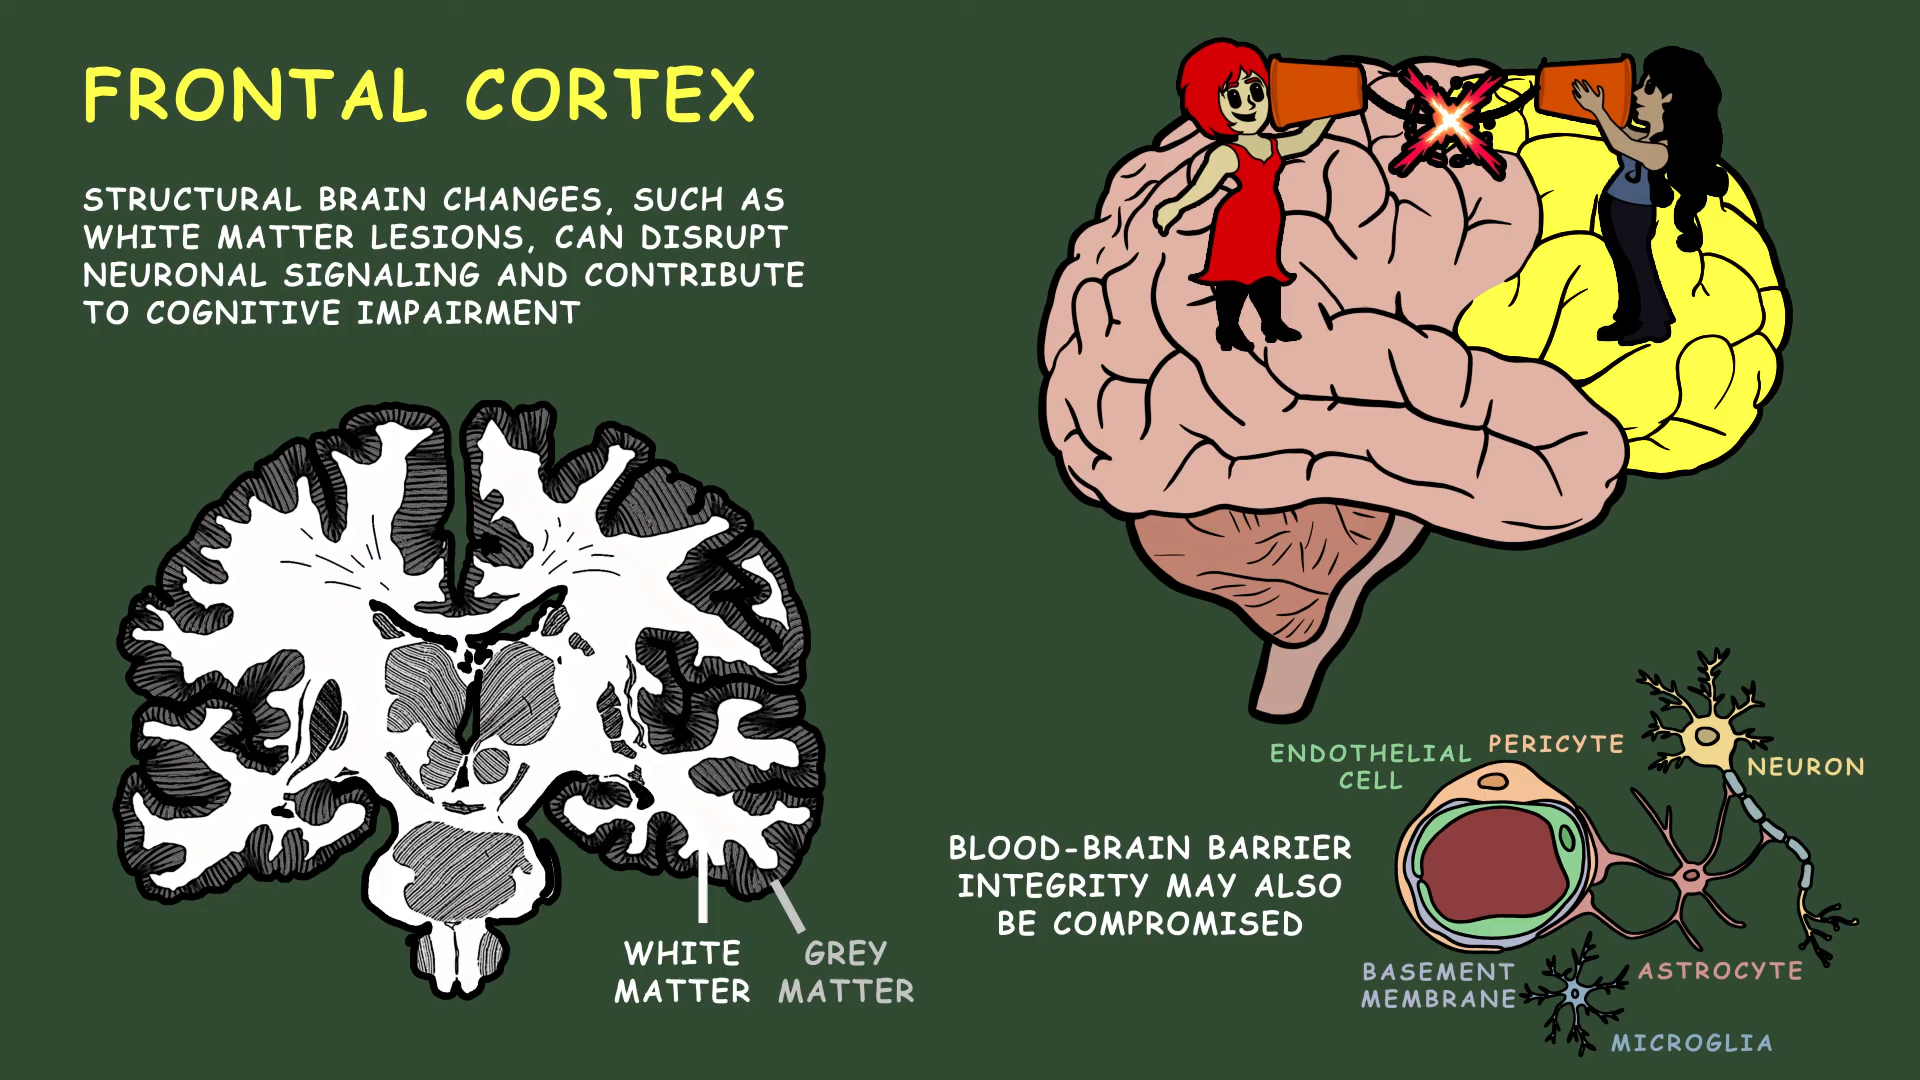 FRONTAL CORTEX
STRUCTURAL BRAIN CHANGES, SUCH AS
WHITE MATTER LESIONS, CAN DISRUPT
NEURONAL SIGNALING AND CONTRIBUTE
TO COGNITIVE IMPAIRMENT
WHITE
MATTER
GREY
MATTER
BLOOD-BRAIN BARRIER
INTEGRITY MAY ALSO
BE COMPROMISED
ENDOTHELIAL
CELL
PERICYTE
NEURON
BASEMENT
MEMBRANE
ASTROCYTE
MICROGLIA